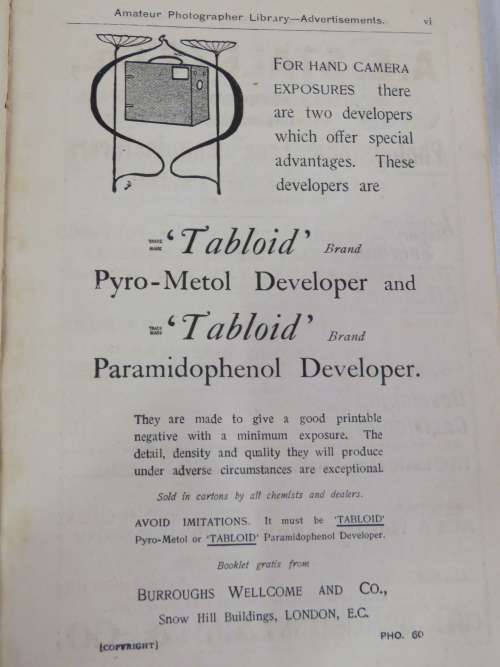 Amateur Photographer Library—Advertisements. vi
FOR HAND CAMERA
EXPOSURES there
are two developers
which offer special
advantages. These
developers are
TRADE MARK ‘Tabloid’ Brand
Pyro-Metol Developer and
TRADE MARK ‘Tabloid’ Brand
Paramidophenol Developer.
They are made to give a good printable
negative with a minimum exposure. The
detail, density and quality they will produce
under adverse circumstances are exceptional.
Sold in cartons by all chemists and dealers.
AVOID IMITATIONS. It must be ‘TABLOID’
Pyro-Metol or ‘TABLOID’ Paramidophenol Developer.
Booklet gratis from
BURROUGHS WELLCOME AND CO.,
Snow Hill Buildings, LONDON, E.C.
[COPYRIGHT] PHO. 60